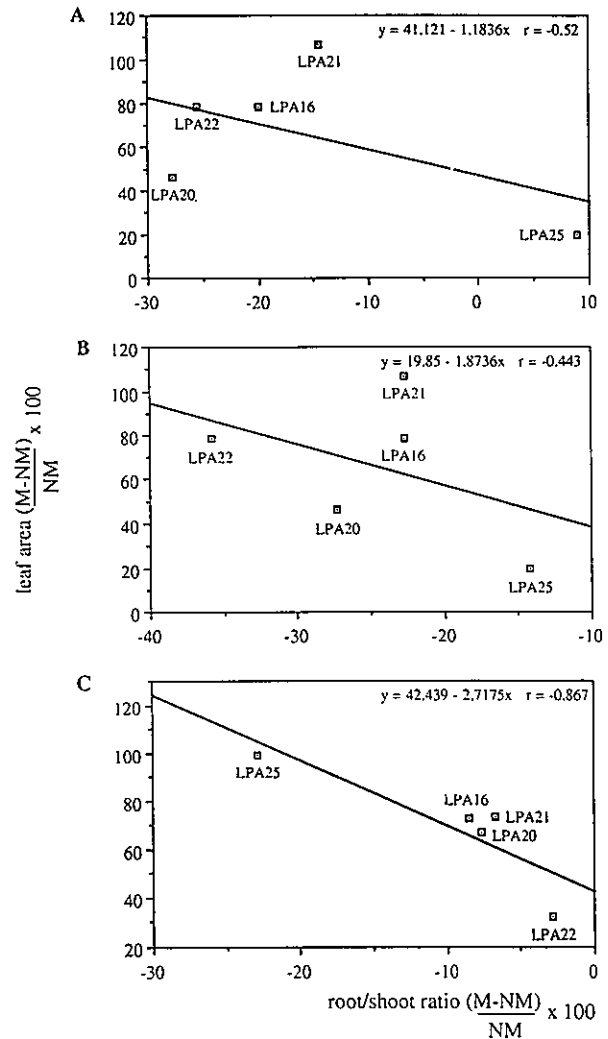 A
y = 41.121 - 1.1836x r = -0.52
120
100
80
60
40
20
0
LPA21
LPA22
LPA16
LPA20
LPA25
-30 -20 -10 0 10
B
y = 19.85 - 1.8736x r = -0.443
120
100
80
60
40
20
0
LPA21
LPA22
LPA16
LPA20
LPA25
-40 -30 -20 -10
leaf area (M-NM) x 100
NM
C
y = 42.439 - 2.7175x r = -0.867
120
100
80
60
40
20
LPA25
LPA16
LPA21
LPA20
LPA22
-30 -20 -10 0
root/shoot ratio (M-NM) x 100
NM